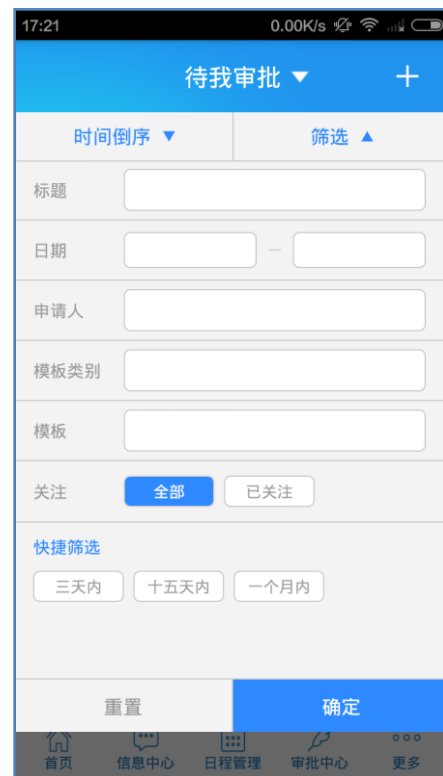 17:21 0.00K/s
待我审批 ▼ +
时间倒序 ▼ 筛选 ▲
标题
日期 —
申请人
模板类别
模板
关注 全部 已关注
快捷筛选
三天内 十五天内 一个月内
重置 确定
首页 信息中心 日程管理 审批中心 更多